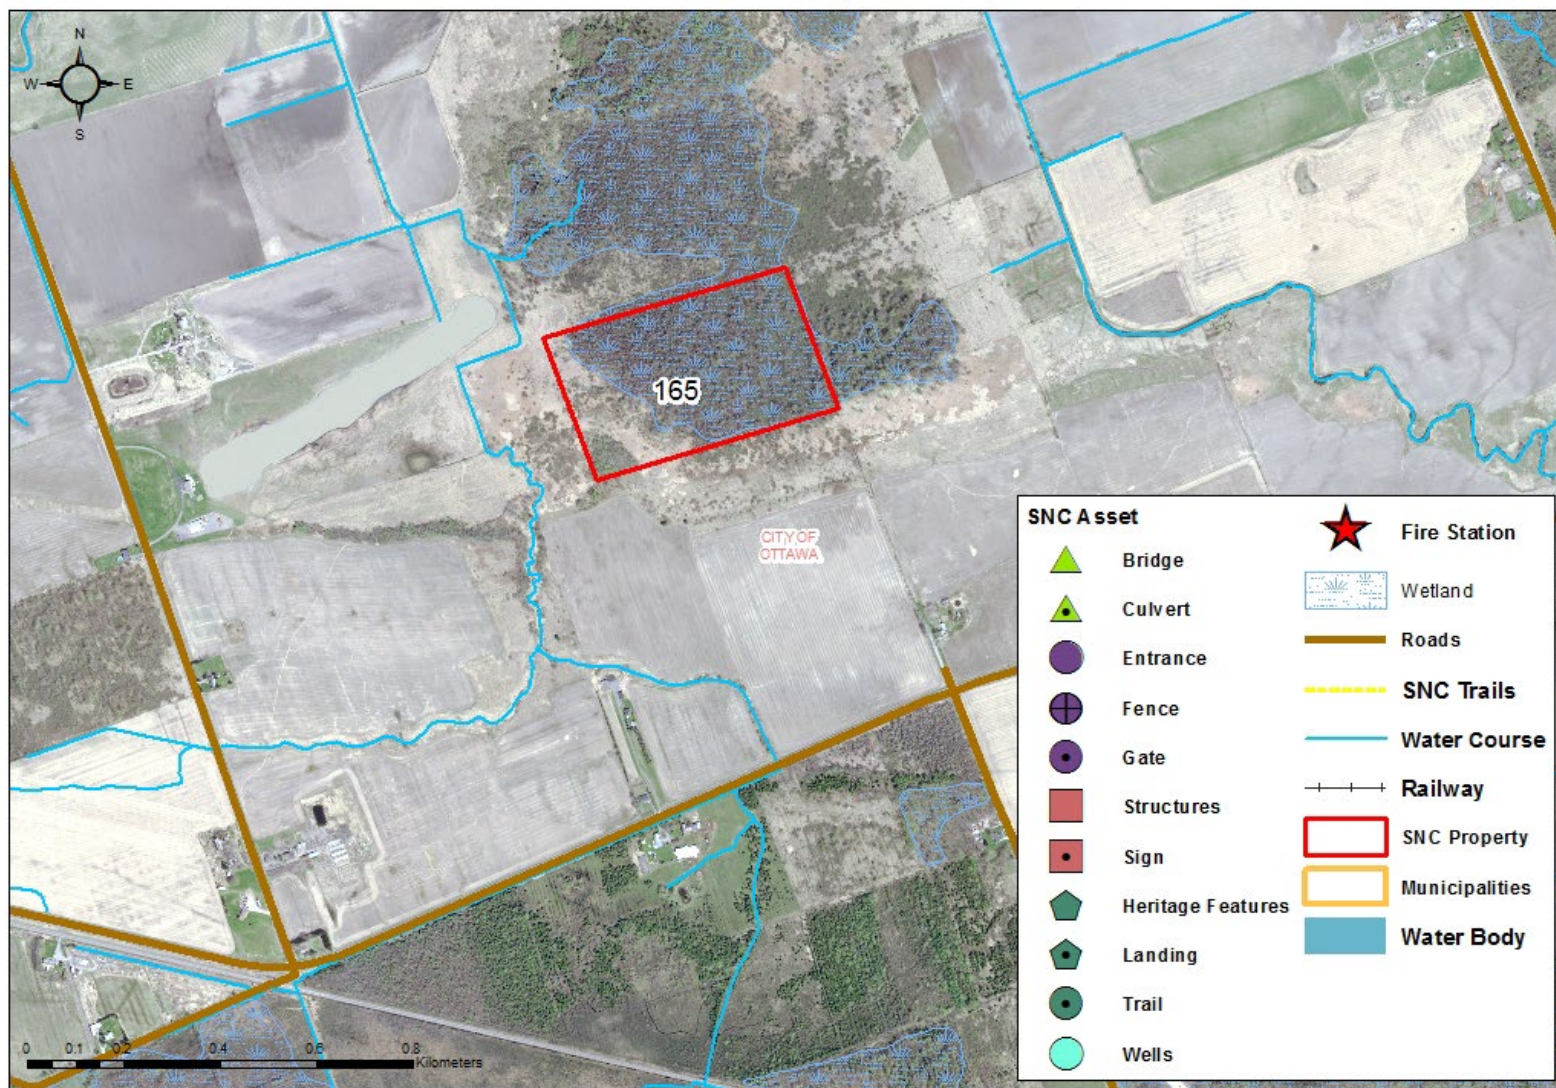 N
W E
S
165
CITY OF
OTTAWA
SNC Asset
Bridge
Culvert
Entrance
Fence
Gate
Structures
Sign
Heritage Features
Landing
Trail
Wells
Fire Station
Wetland
Roads
SNC Trails
Water Course
Railway
SNC Property
Municipalities
Water Body
0 0.1 0.2 0.4 0.6 0.8
Kilometers